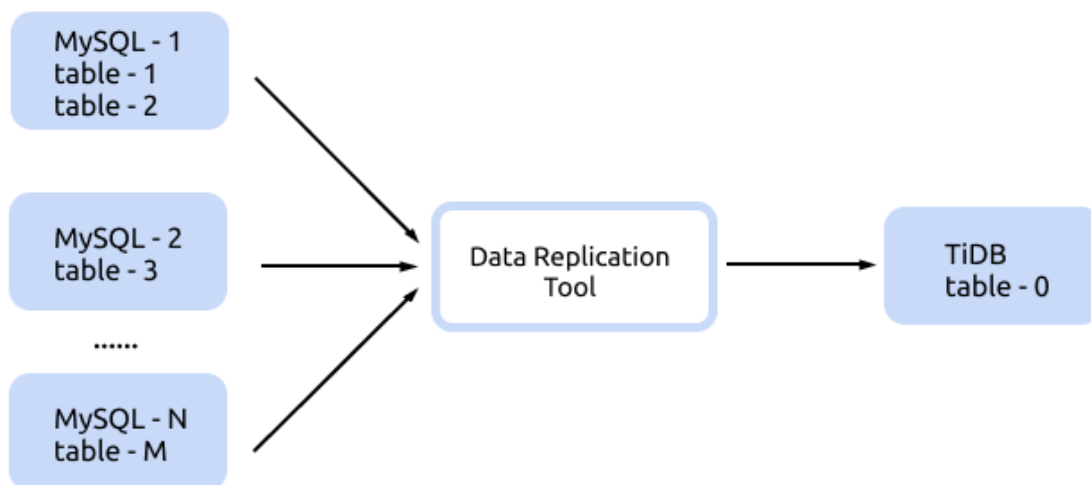 MySQL - 1
table - 1
table - 2
MySQL - 2
table - 3
......
MySQL - N
table - M
Data Replication
Tool
TiDB
table - 0